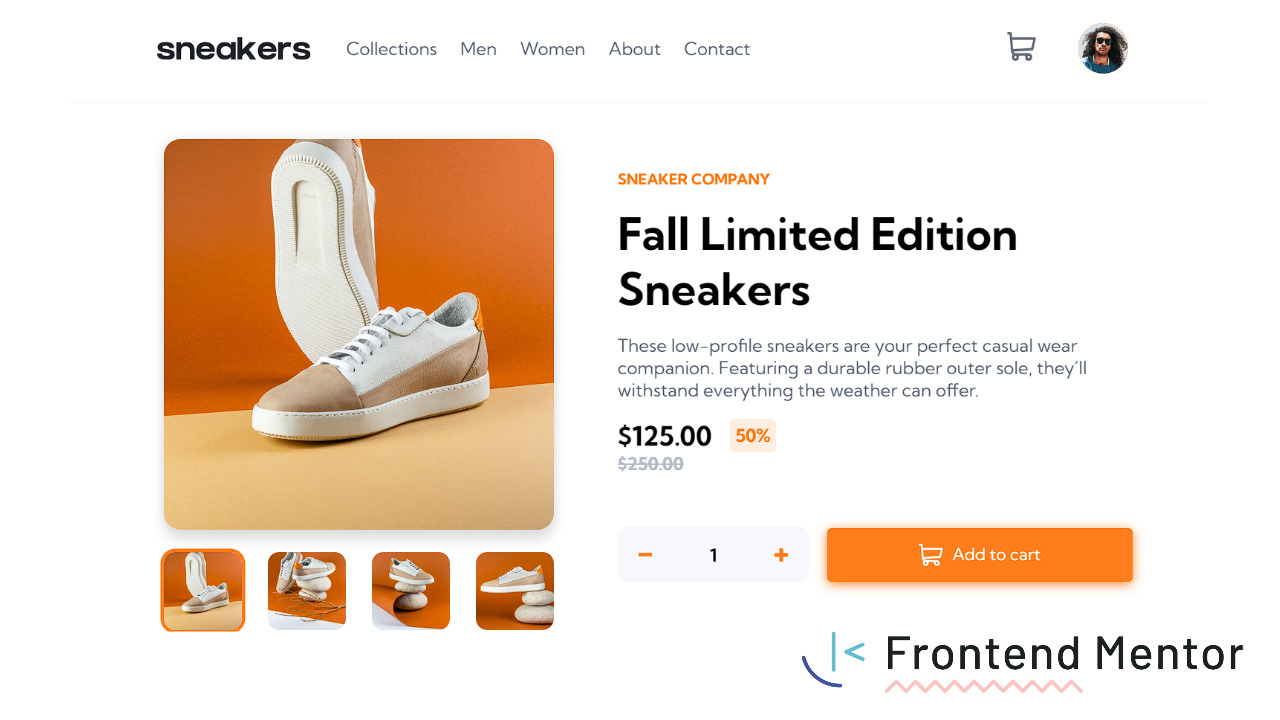 sneakers
Collections Men Women About Contact
SNEAKER COMPANY
Fall Limited Edition
Sneakers
These low-profile sneakers are your perfect casual wear
companion. Featuring a durable rubber outer sole, they’ll
withstand everything the weather can offer.
$125.00 50%
$250.00
1
Add to cart
Frontend Mentor